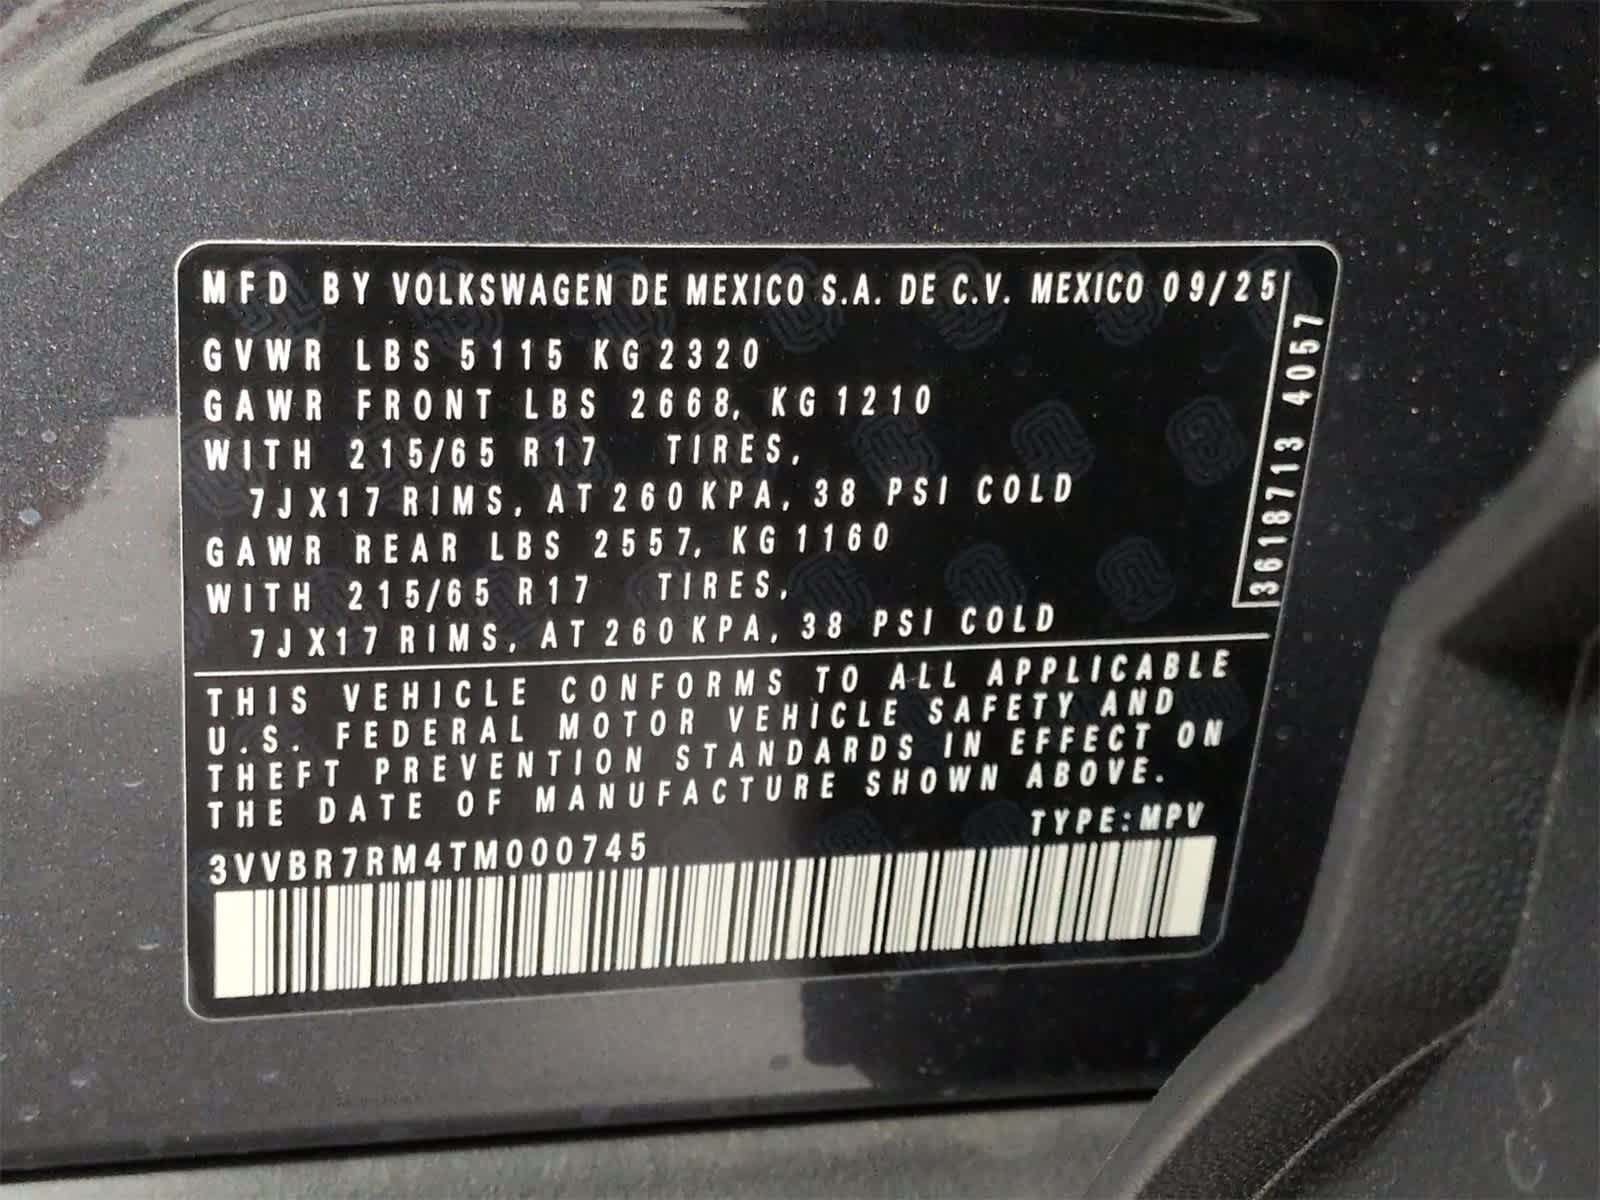 MFD BY VOLKSWAGEN DE MEXICO S.A. DE C.V. MEXICO 09/25
GVWR LBS 5115 KG 2320
GAWR FRONT LBS 2668, KG 1210
WITH 215/65 R17 TIRES,
7JX17 RIMS, AT 260 KPA, 38 PSI COLD
GAWR REAR LBS 2557, KG 1160
WITH 215/65 R17 TIRES,
7JX17 RIMS, AT 260 KPA, 38 PSI COLD
3618713 4057
THIS VEHICLE CONFORMS TO ALL APPLICABLE
U.S. FEDERAL MOTOR VEHICLE SAFETY AND
THEFT PREVENTION STANDARDS IN EFFECT ON
THE DATE OF MANUFACTURE SHOWN ABOVE.
TYPE: MPV
3VVBR7RM4TM000745